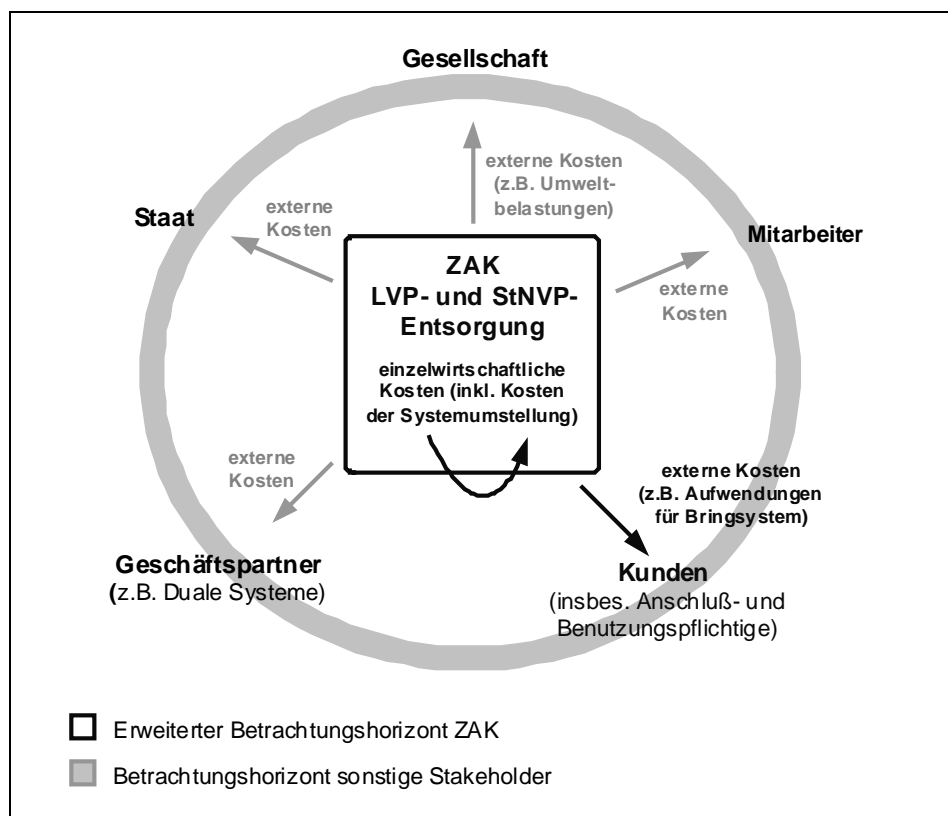 Gesellschaft
externe Kosten
(z.B. Umwelt-
belastungen)
externe
Kosten
Staat
Mitarbeiter
externe
Kosten
ZAK
LVP- und StNVP-
Entsorgung
einzelwirtschaftliche
Kosten (inkl. Kosten
der Systemumstellung)
externe
Kosten
externe Kosten
(z.B. Aufwendungen
für Bringsystem)
Geschäftspartner
(z.B. Duale Systeme)
Kunden
(insbes. Anschluß- und
Benutzungspflichtige)
Erweiterter Betrachtungshorizont ZAK
Betrachtungshorizont sonstige Stakeholder